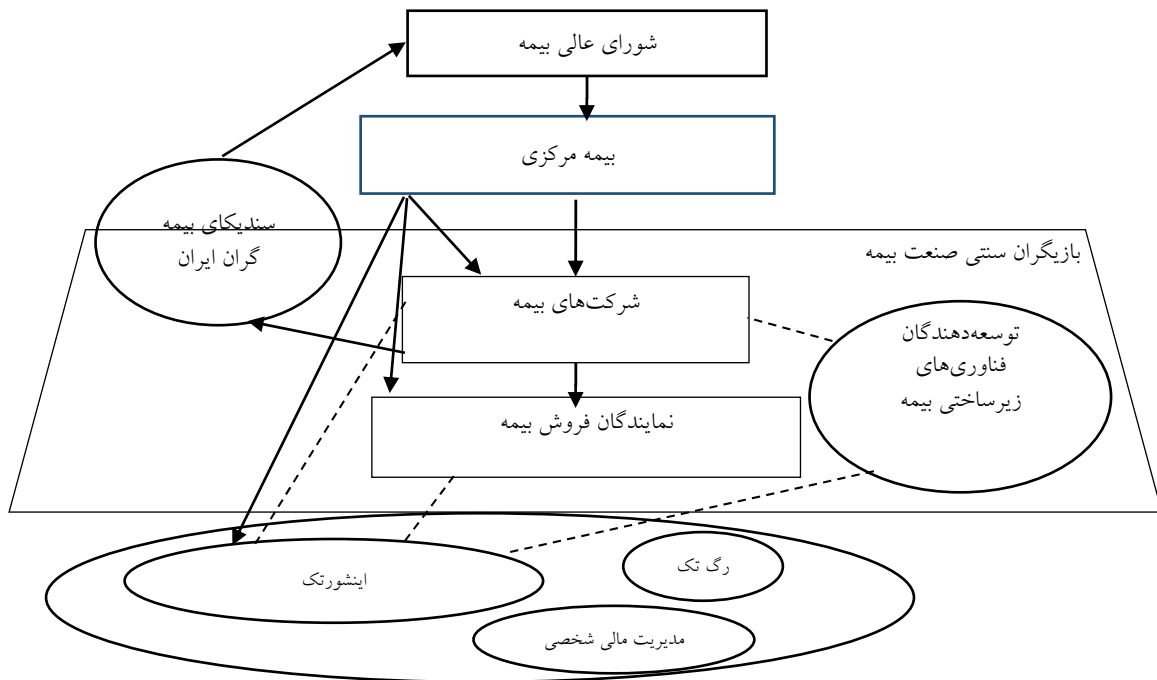 شورای عالی بیمه
بیمه مرکزی
سندیکای بیمه
گران ایران
بازیگران سنتی صنعت بیمه
شرکت‌های بیمه
توسعه‌دهندگان
فناوری‌های
زیرساختی بیمه
نمایندگان فروش بیمه
رگ تک
اینشورتک
مدیریت مالی شخصی